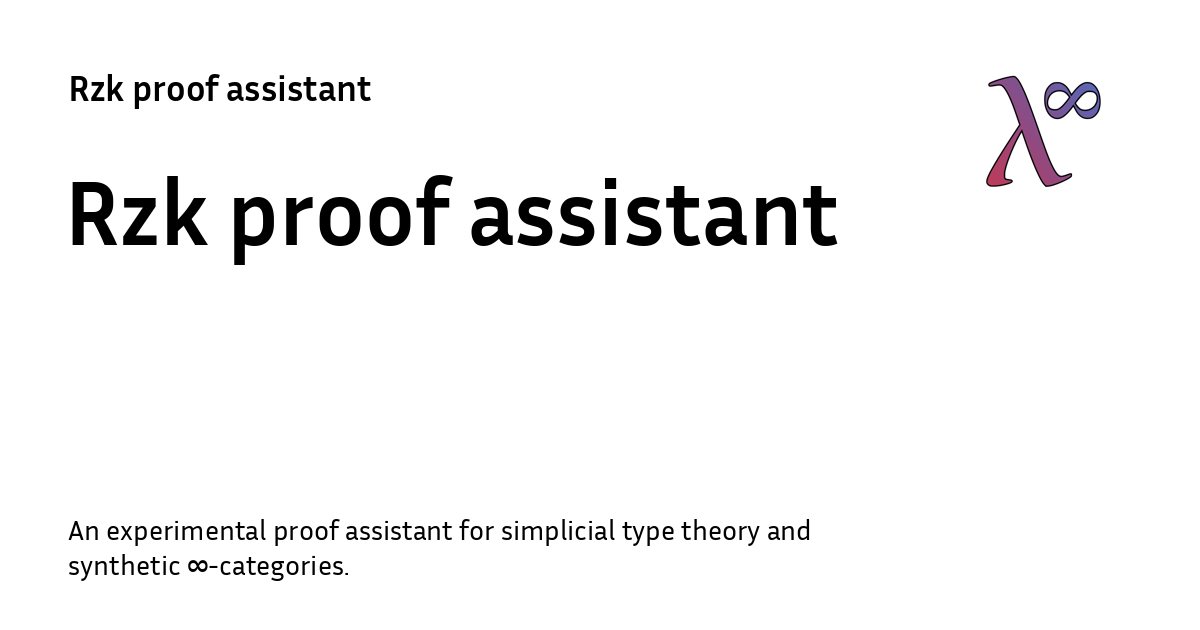 Rzk proof assistant
λ∞
Rzk proof assistant
An experimental proof assistant for simplicial type theory and
synthetic ∞-categories.